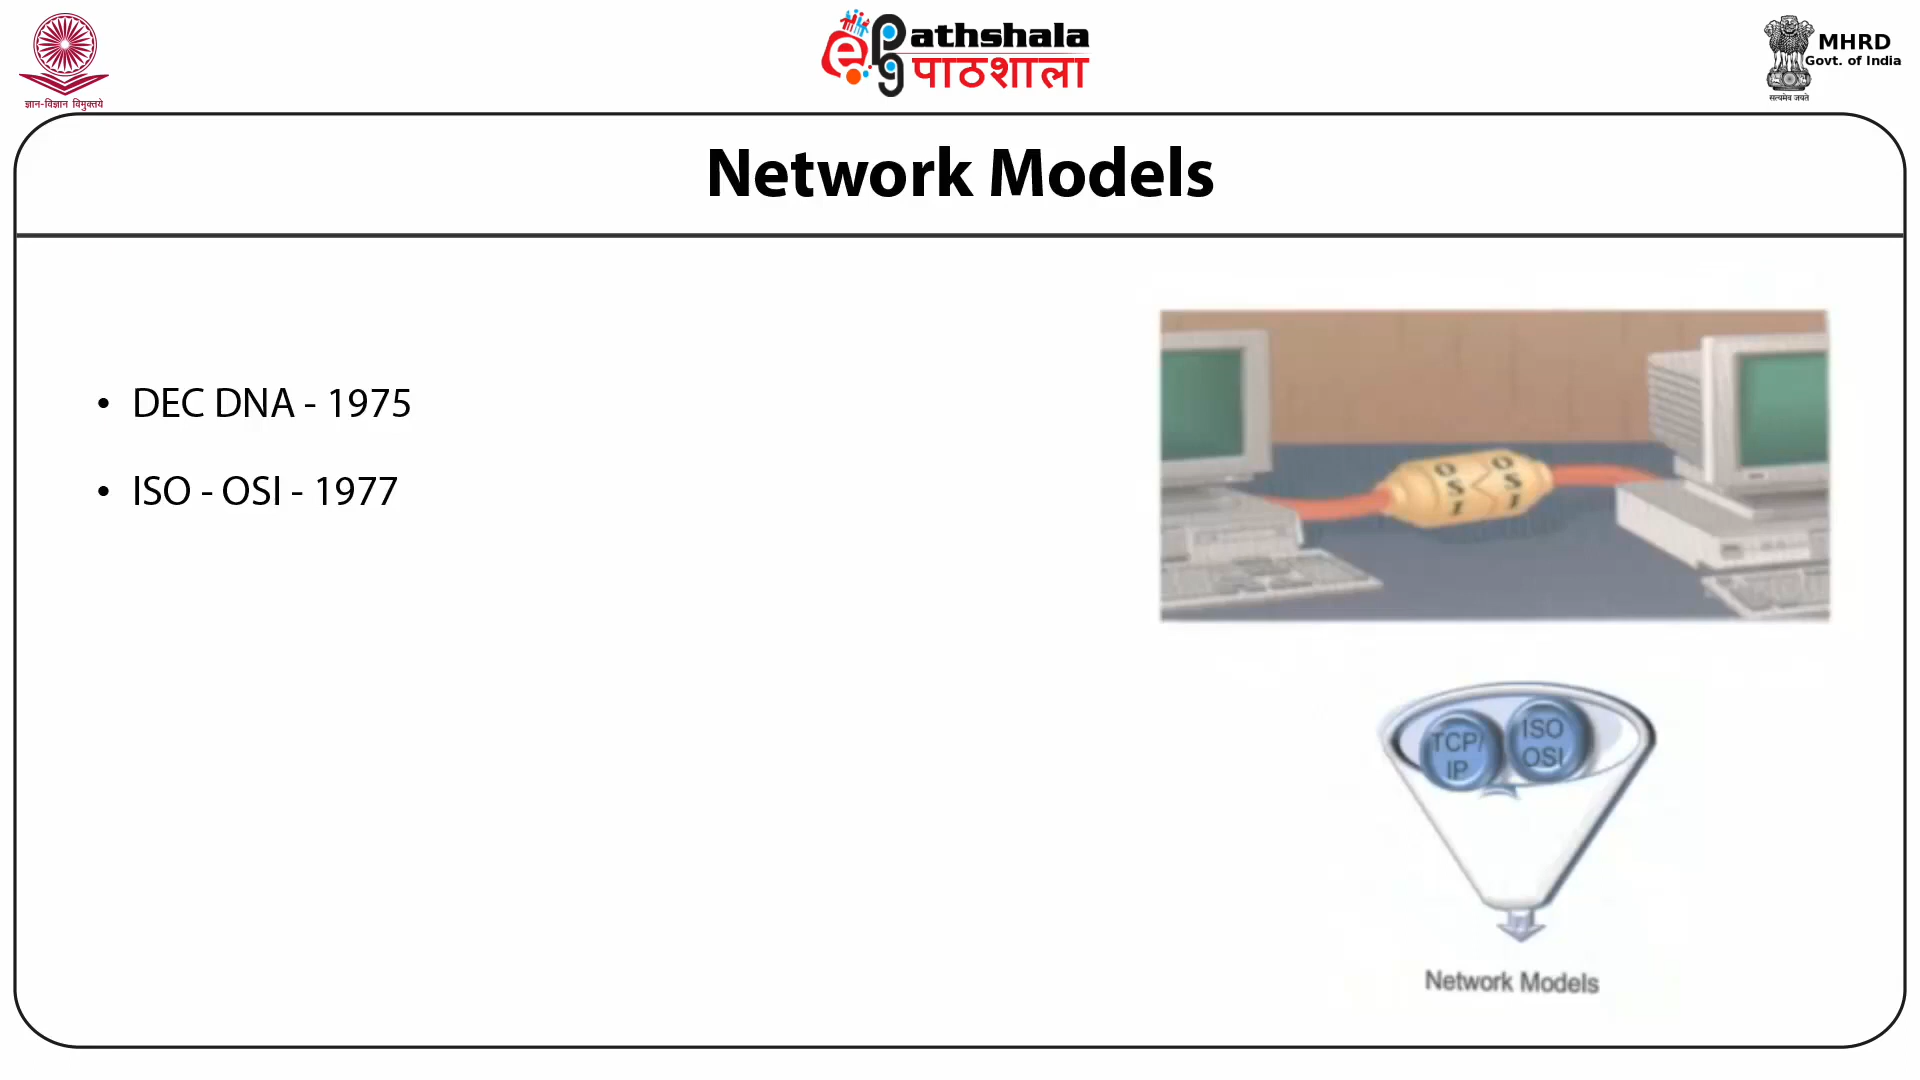 ज्ञान-विज्ञान विमुक्तये
ePathshala
पाठशाला
MHRD
Govt. of India
सत्यमेव जयते
Network Models
• DEC DNA - 1975
• ISO - OSI - 1977
OSI
OSI
TCP/
IP
ISO
OSI
Network Models